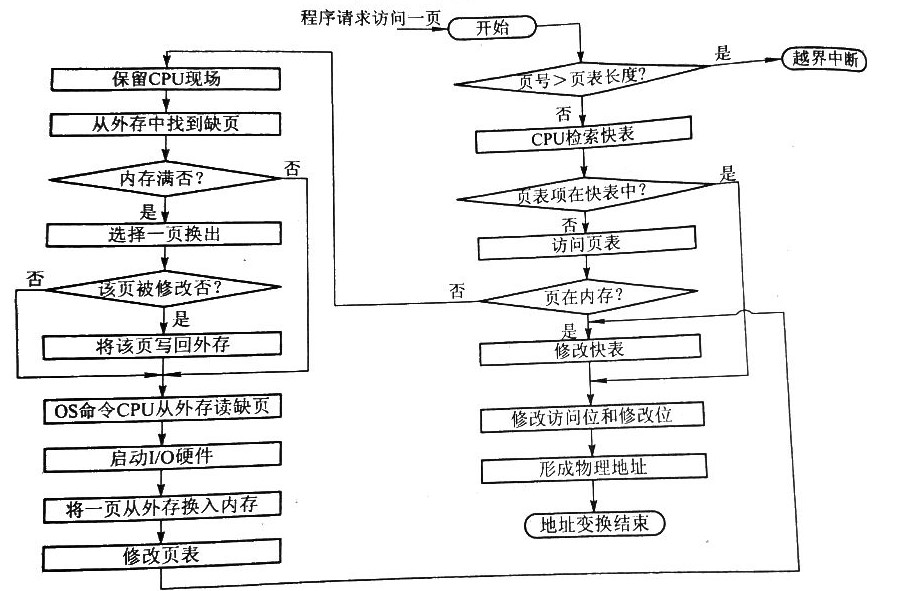 程序请求访问一页
开始
页号＞页表长度?
是
越界中断
否
CPU检索快表
页表项在快表中?
是
否
访问页表
页在内存?
否
是
修改快表
修改访问位和修改位
形成物理地址
地址变换结束
保留CPU现场
从外存中找到缺页
内存满否?
否
是
选择一页换出
该页被修改否?
否
是
将该页写回外存
OS命令CPU从外存读缺页
启动I/O硬件
将一页从外存换入内存
修改页表